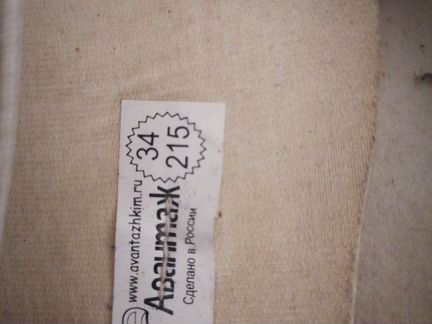 34
215
www.avantazhkim.ru
Авантаж
Сделано в России